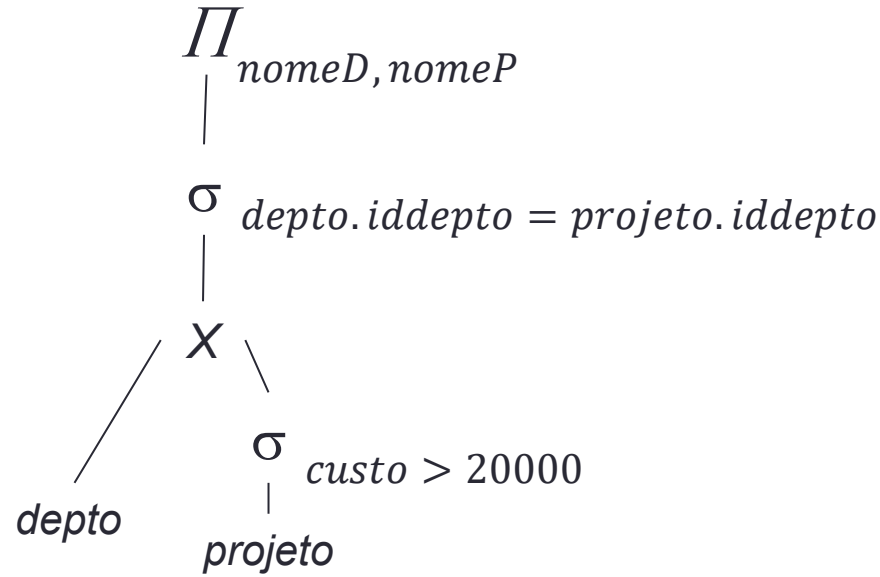 Π nomeD, nomeP
σ depto.iddepto = projeto.iddepto
X
σ custo > 20000
depto
projeto